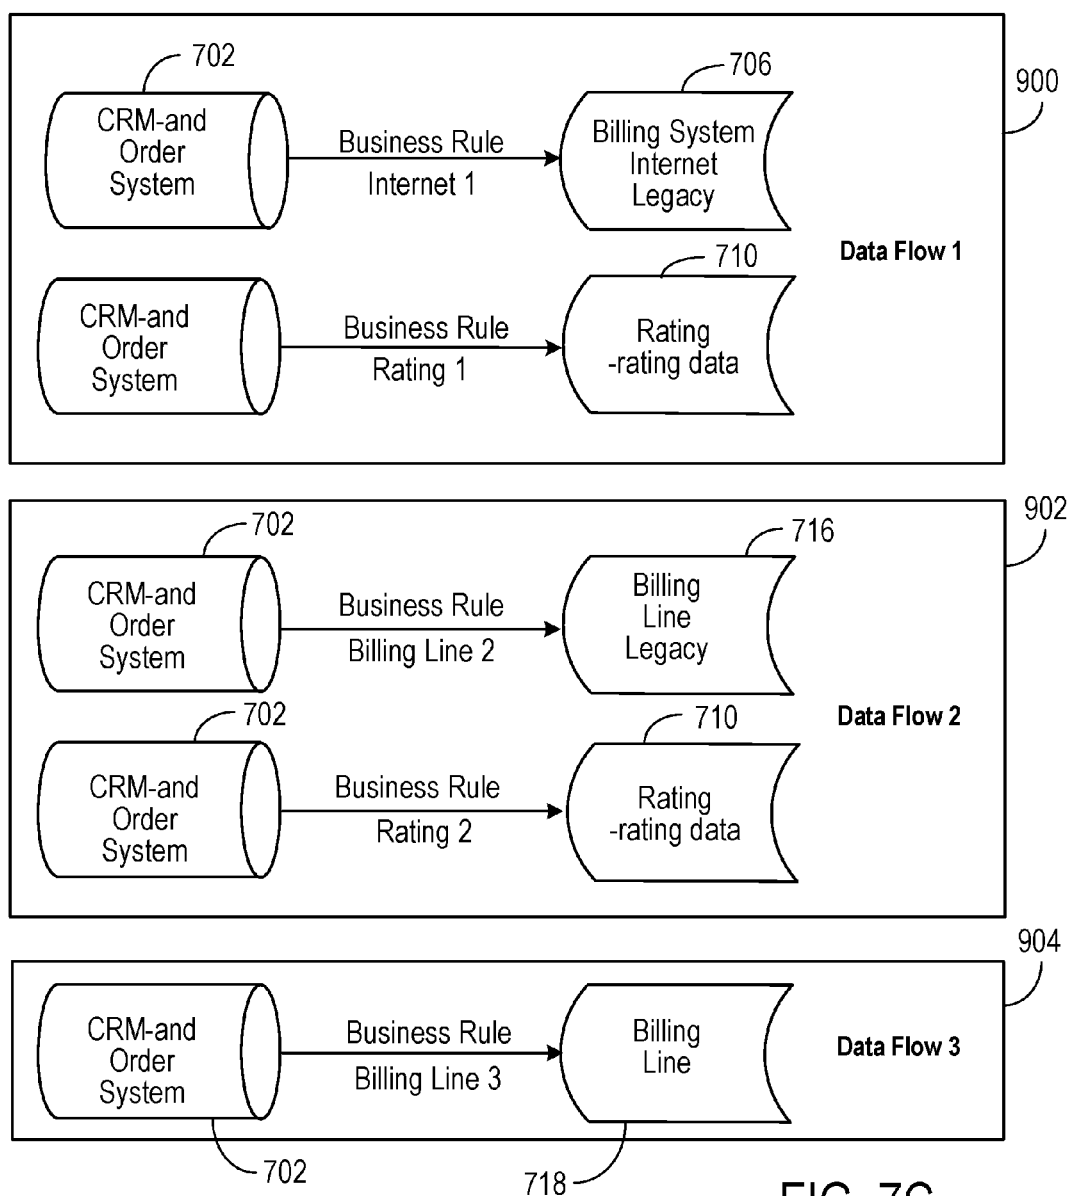 702
706
900
CRM-and
Order
System
Business Rule
Internet 1
Billing System
Internet
Legacy
Data Flow 1
710
CRM-and
Order
System
Business Rule
Rating 1
Rating
-rating data
902
702
716
CRM-and
Order
System
Business Rule
Billing Line 2
Billing
Line
Legacy
Data Flow 2
702
710
CRM-and
Order
System
Business Rule
Rating 2
Rating
-rating data
904
CRM-and
Order
System
Business Rule
Billing Line 3
Billing
Line
Data Flow 3
702
718